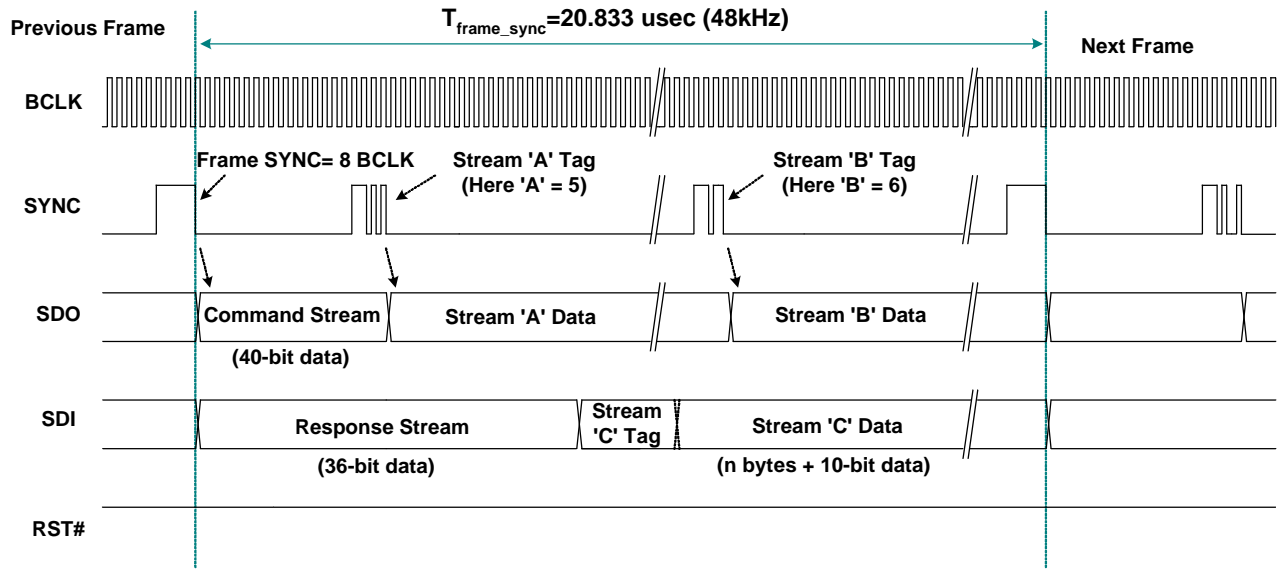 T_frame_sync=20.833 usec (48kHz)
Previous Frame
Next Frame
BCLK
Frame SYNC= 8 BCLK
Stream 'A' Tag
(Here 'A' = 5)
Stream 'B' Tag
(Here 'B' = 6)
SYNC
SDO
Command Stream
Stream 'A' Data
Stream 'B' Data
(40-bit data)
SDI
Response Stream
Stream
'C' Tag
Stream 'C' Data
(36-bit data)
(n bytes + 10-bit data)
RST#